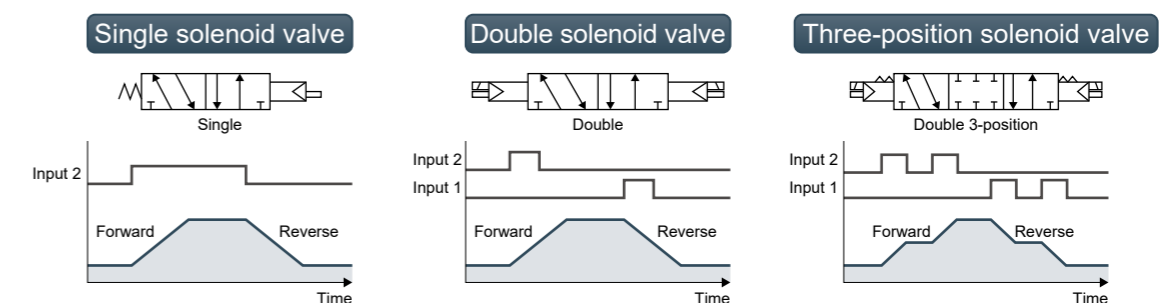 Single solenoid valve
Single
Input 2
Forward
Reverse
Time
Double solenoid valve
Double
Input 2
Input 1
Forward
Reverse
Time
Three-position solenoid valve
Double 3-position
Input 2
Input 1
Forward
Reverse
Time